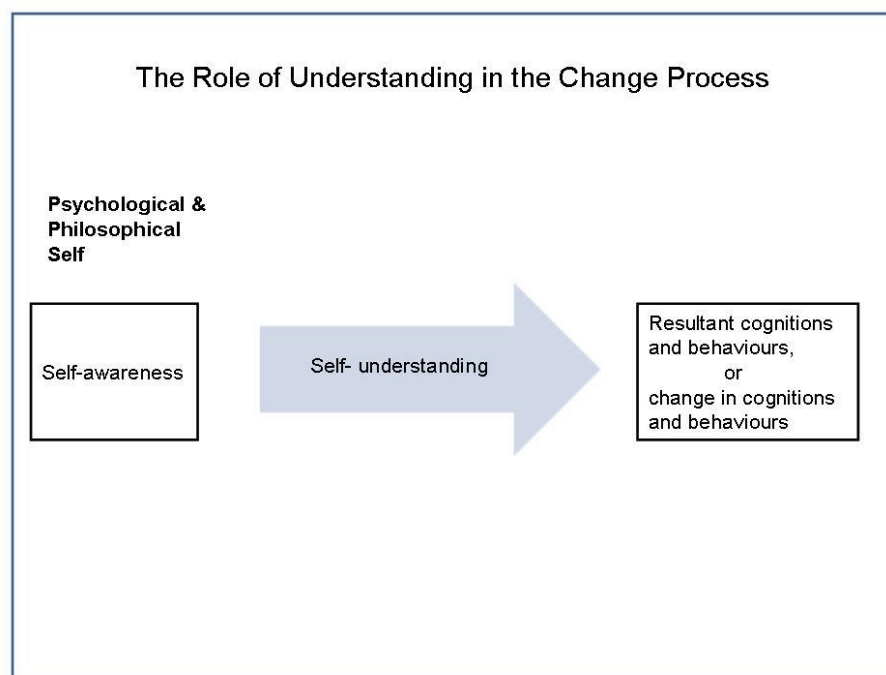 The Role of Understanding in the Change Process
Psychological &
Philosophical
Self
Self-awareness
Self- understanding
Resultant cognitions
and behaviours,
or
change in cognitions
and behaviours